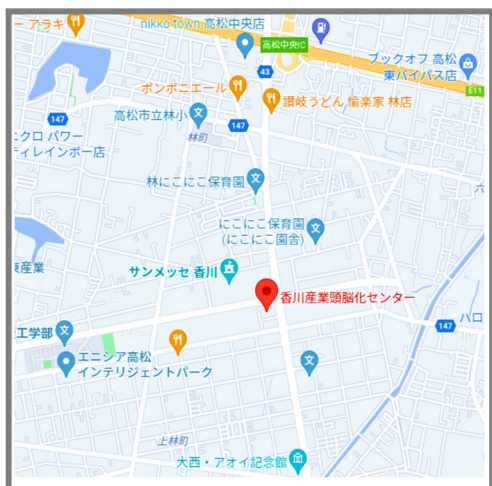 ー アラキ
nikko town 高松中央店
高松中央IC
ブックオフ 高松
東バイパス店
43
E11
ボンボニエール
讃岐うどん 愉楽家 林店
147
高松市立林小
147
林町
ニクロ パワー
ティレインボー店
林にこにこ保育園
六
にこにこ保育園
(にこにこ園舎)
東産業
サンメッセ 香川
香川産業頭脳化センター
工学部
147
ハロ
エニシア高松
インテリジェントパーク
上林町
大西・アオイ記念館